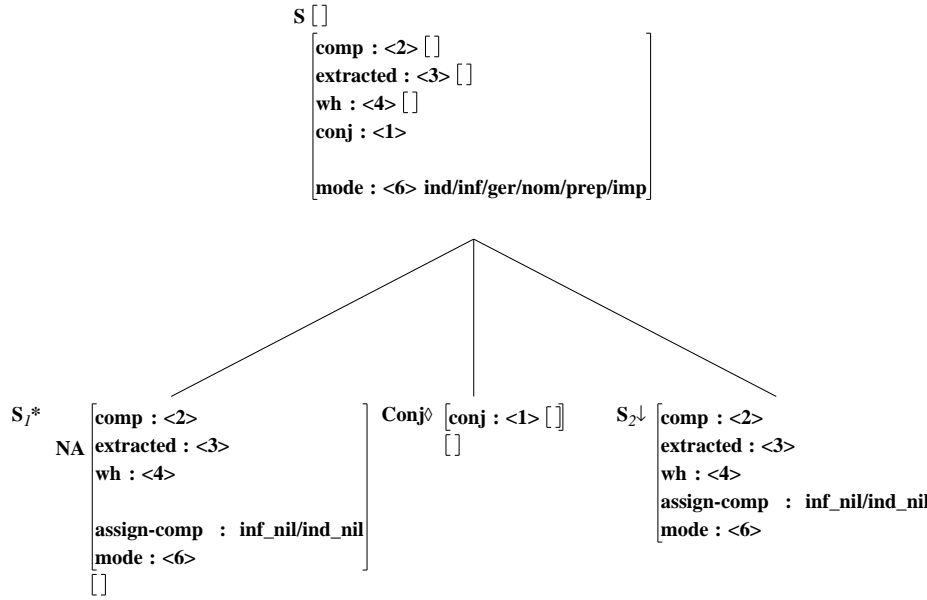 S []
comp : <2> []
extracted : <3> []
wh : <4> []
conj : <1>
mode : <6> ind/inf/ger/nom/prep/imp
S1*
NA
comp : <2>
extracted : <3>
wh : <4>
assign-comp : inf_nil/ind_nil
mode : <6>
[]
Conj◊ [conj : <1> []]
[]
S2↓
comp : <2>
extracted : <3>
wh : <4>
assign-comp : inf_nil/ind_nil
mode : <6>